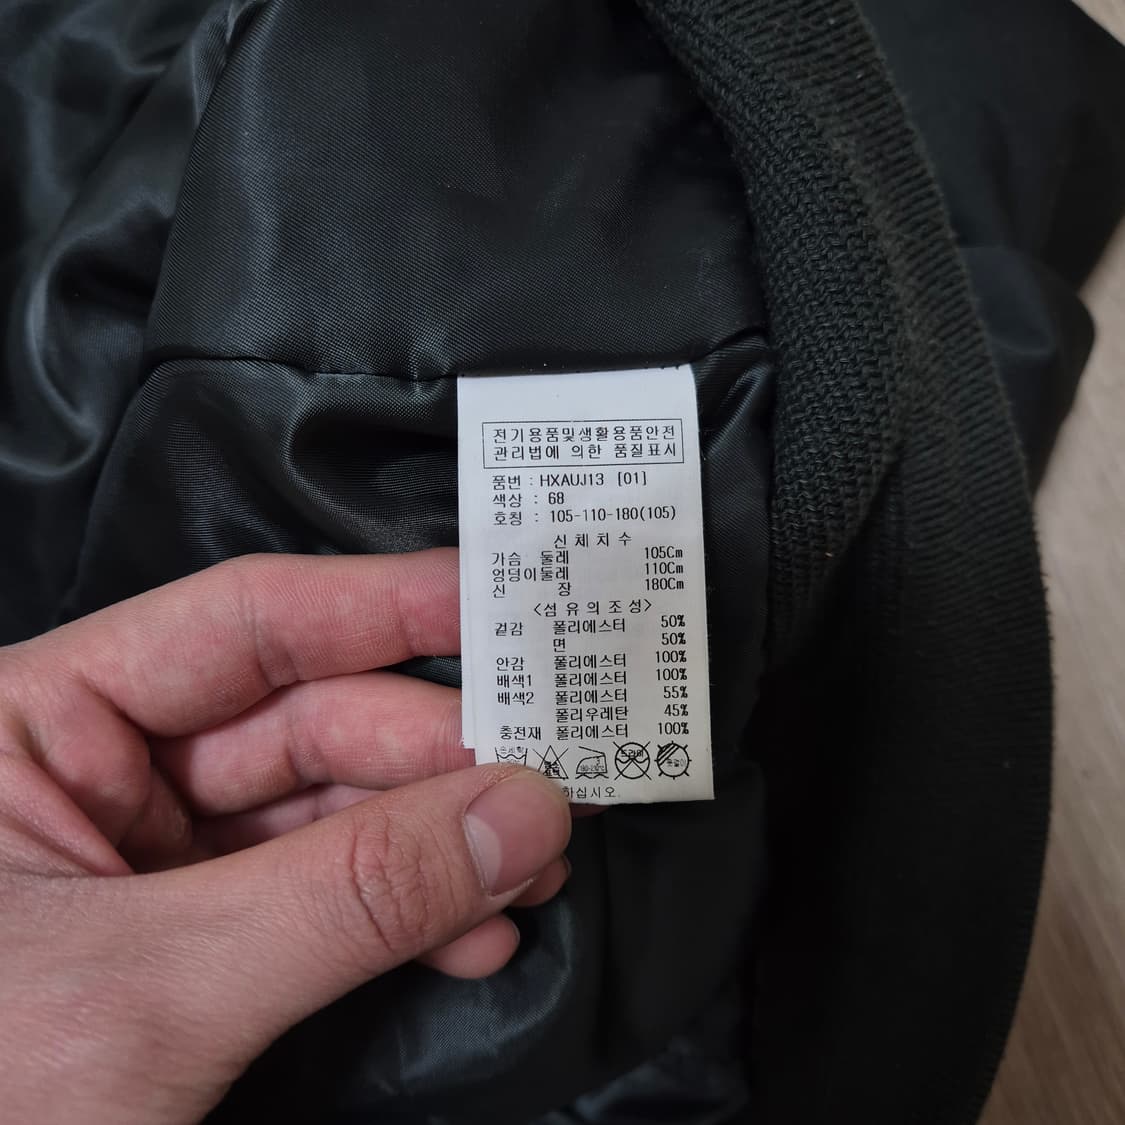 전기용품및생활용품안전
관리법에 의한 품질표시
품번 : HXAUJ13 [01]
색상 : 68
호칭 : 105-110-180(105)
신체치수
가슴 둘레 105Cm
엉덩이둘레 110Cm
신 장 180Cm
<섬유의조성>
겉감 폴리에스터 50%
면 50%
안감 폴리에스터 100%
배색1 폴리에스터 100%
배색2 폴리에스터 55%
폴리우레탄 45%
충전재 폴리에스터 100%
드라이
하십시오.